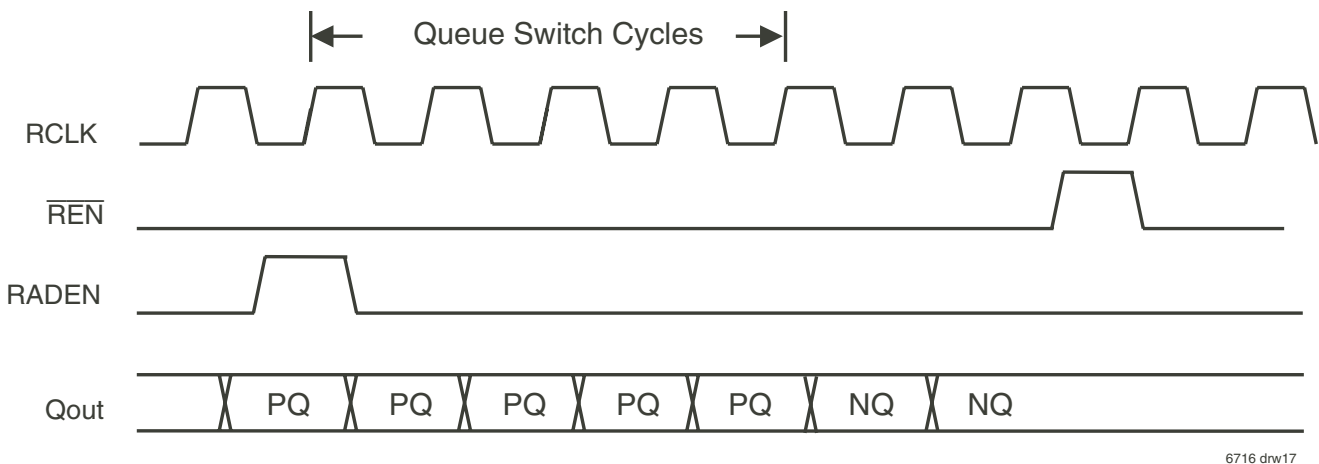 Queue Switch Cycles
RCLK
REN
RADEN
Qout PQ PQ PQ PQ PQ NQ NQ
6716 drw17